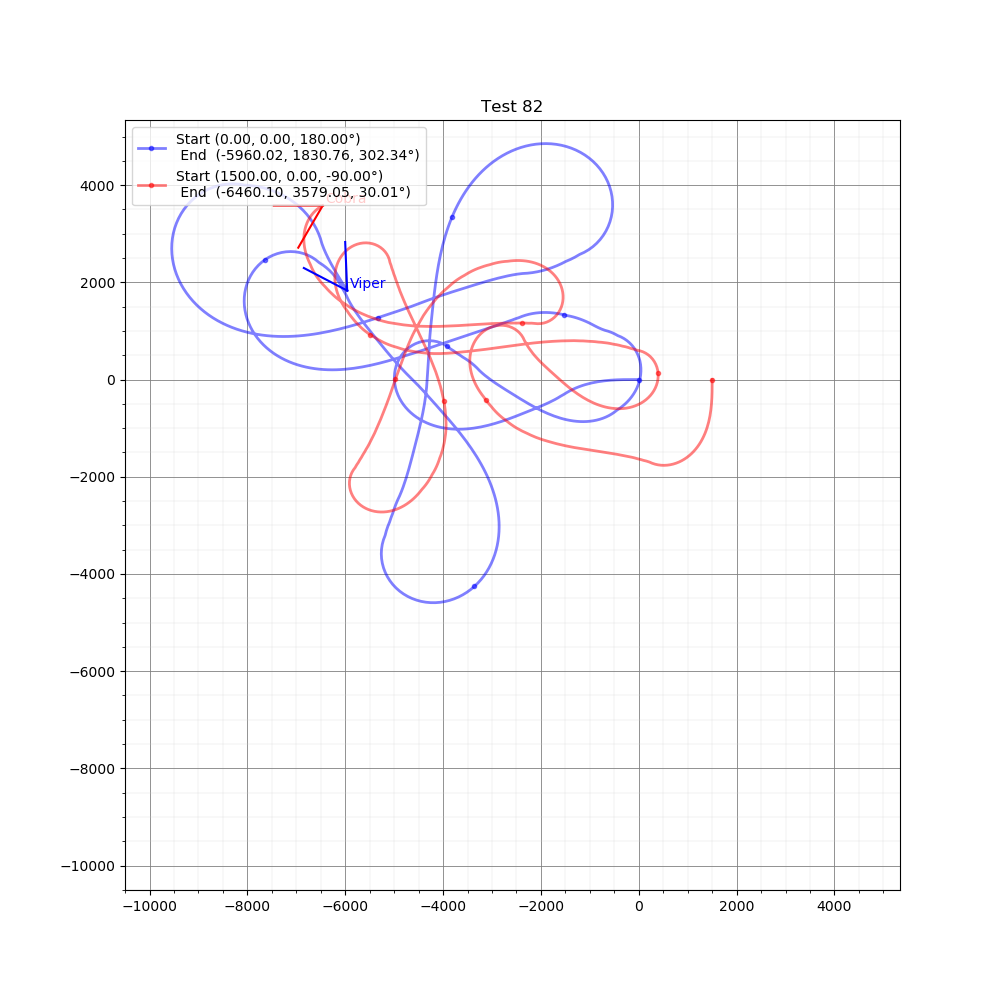 Test 82
Start (0.00, 0.00, 180.00°)
End (-5960.02, 1830.76, 302.34°)
Start (1500.00, 0.00, -90.00°)
End (-6460.10, 3579.05, 30.01°)
Cobra
Viper
4000
2000
0
−2000
−4000
−6000
−8000
−10000
−10000 −8000 −6000 −4000 −2000 0 2000 4000